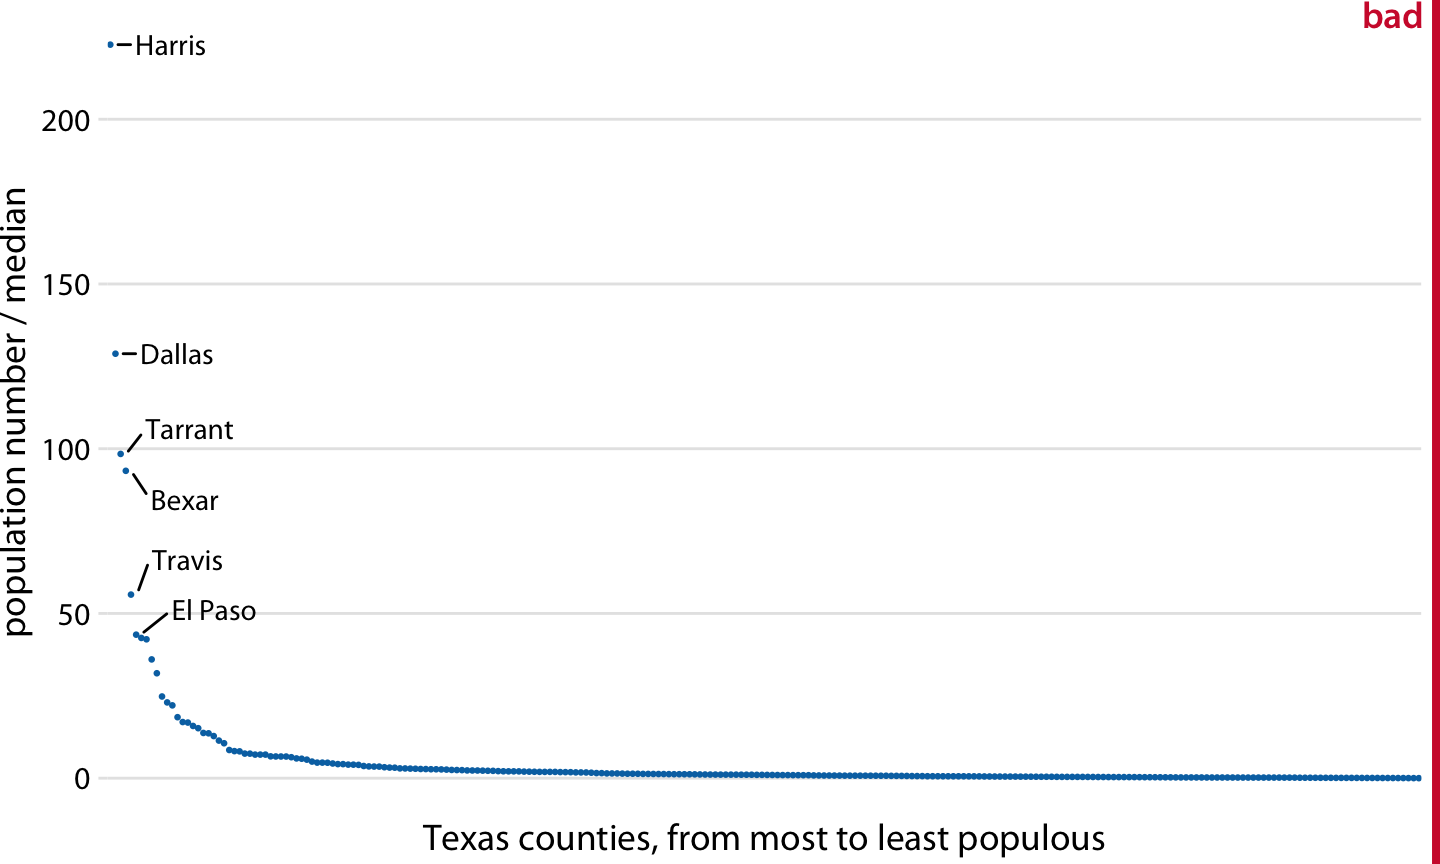 bad
Harris
200
150
Dallas
Tarrant
100
Bexar
Travis
El Paso
50
0
population number / median
Texas counties, from most to least populous